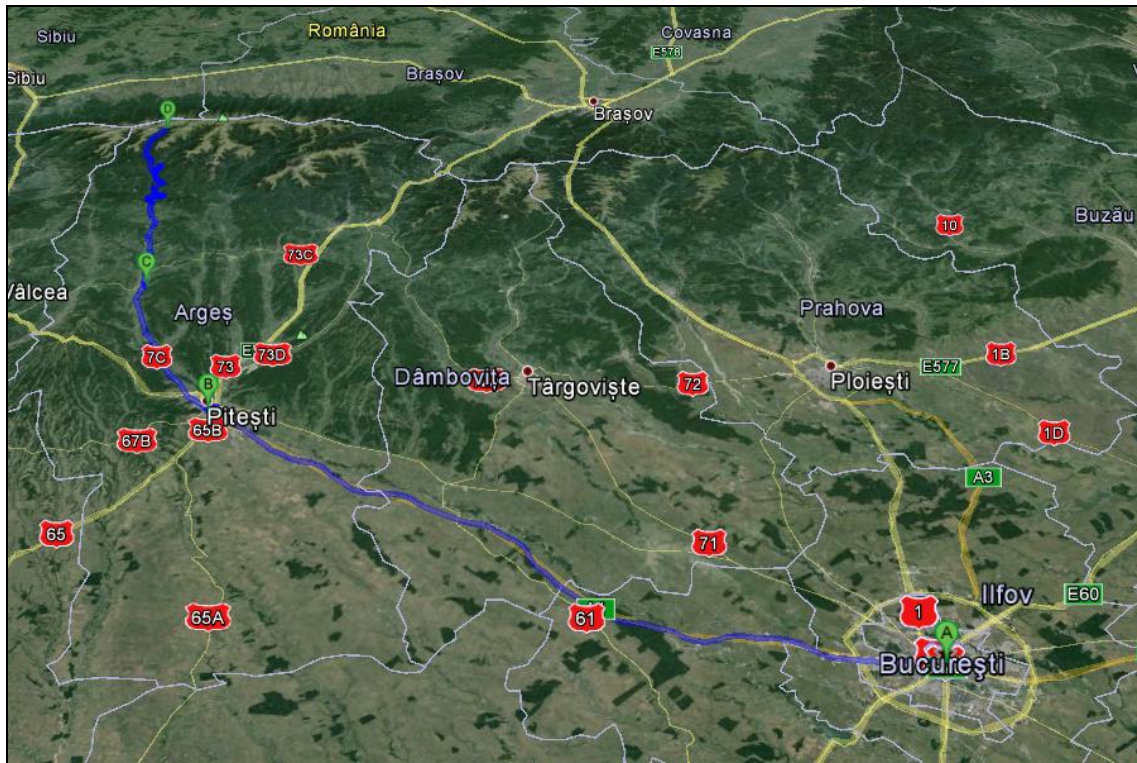 Sibiu
România
Covasna
E578
Sibiu
Brașov
D
Brașov
10
Buzău
73C
C
Vâlcea
Argeș
Prahova
7C
73
E
73D
1B
E577
B
Dâmbovița
Târgoviște
72
Ploiești
Pitești
65B
67B
1D
A3
65
71
E60
Ilfov
65A
61
1
A
București